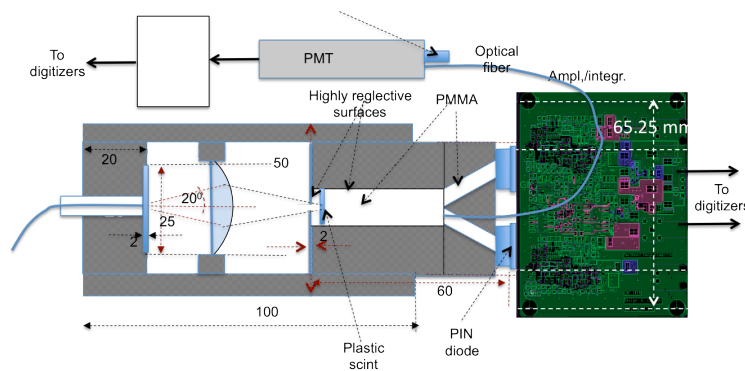 To
digitizers
PMT
Optical
fiber
Ampl,/integr.
Highly reglective
surfaces
PMMA
65.25 mm
20
50
20⁰
25
2
2
To
digitizers
60
100
Plastic
scint
PIN
diode